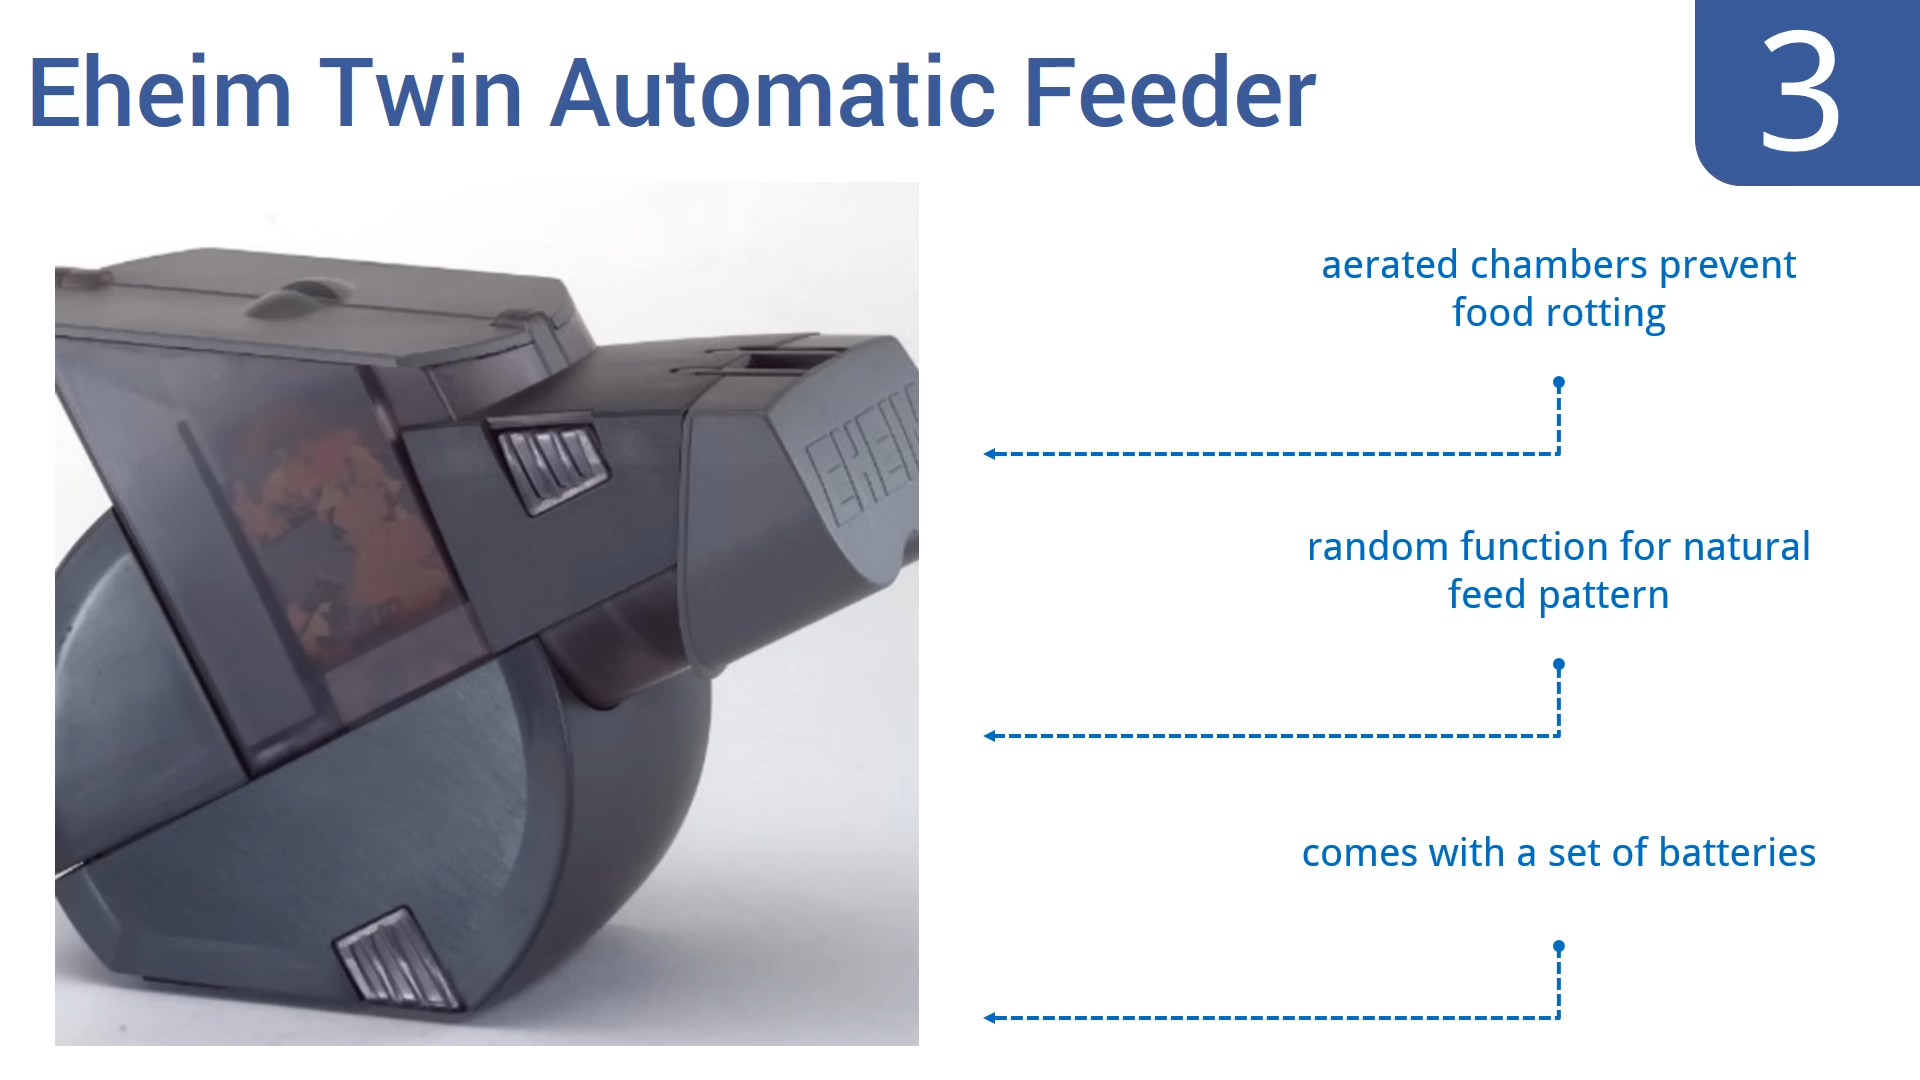 Eheim Twin Automatic Feeder
3
aerated chambers prevent
food rotting
random function for natural
feed pattern
comes with a set of batteries
EHEIM